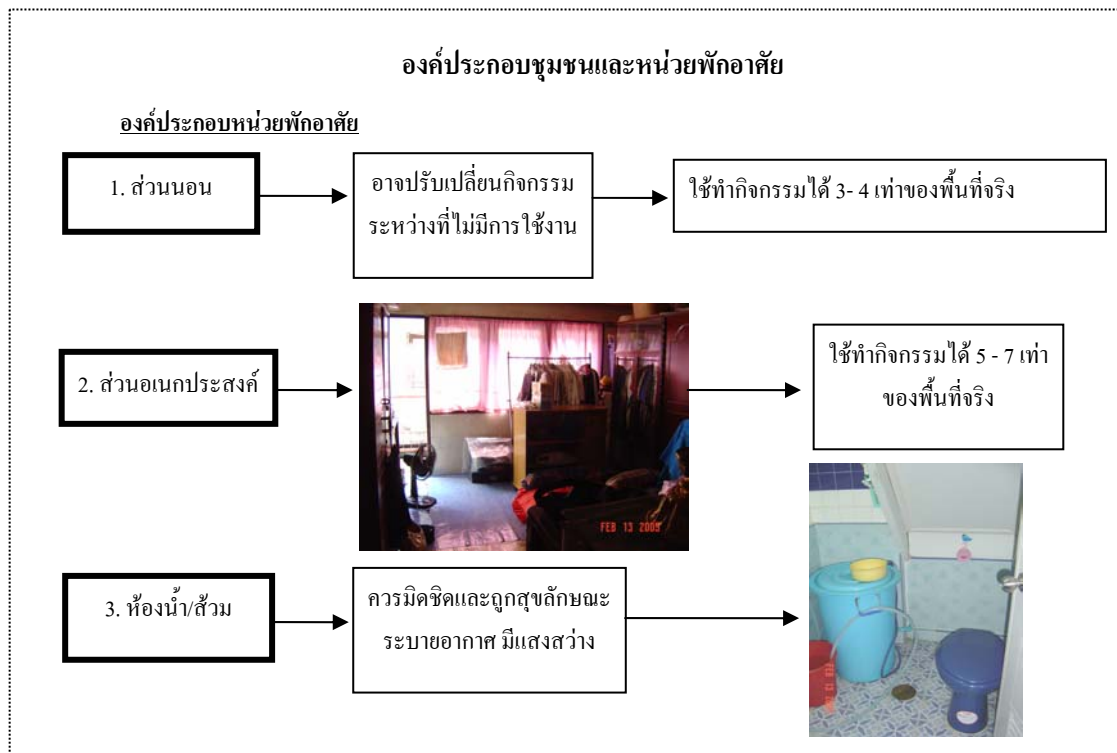 องค์ประกอบชุมชนและหน่วยพักอาศัย
องค์ประกอบหน่วยพักอาศัย
1. ส่วนนอน
อาจปรับเปลี่ยนกิจกรรม
ระหว่างที่ไม่มีการใช้งาน
ใช้ทำกิจกรรมได้ 3- 4 เท่าของพื้นที่จริง
2. ส่วนอเนกประสงค์
FEB 13 2005
ใช้ทำกิจกรรมได้ 5 - 7 เท่า
ของพื้นที่จริง
3. ห้องน้ำ/ส้วม
ควรมิดชิดและถูกสุขลักษณะ
ระบายอากาศ มีแสงสว่าง